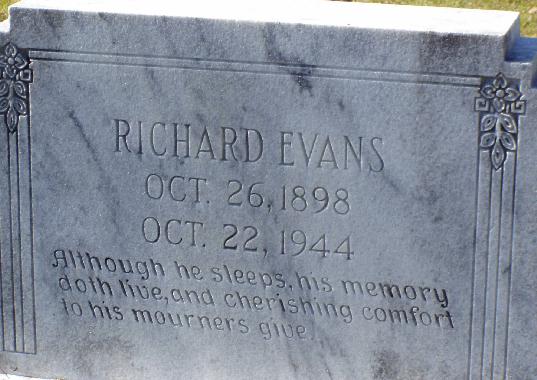 RICHARD EVANS
OCT. 26, 1898
OCT. 22, 1944
Although he sleeps, his memory
doth live, and cherishing comfort
to his mourners give...